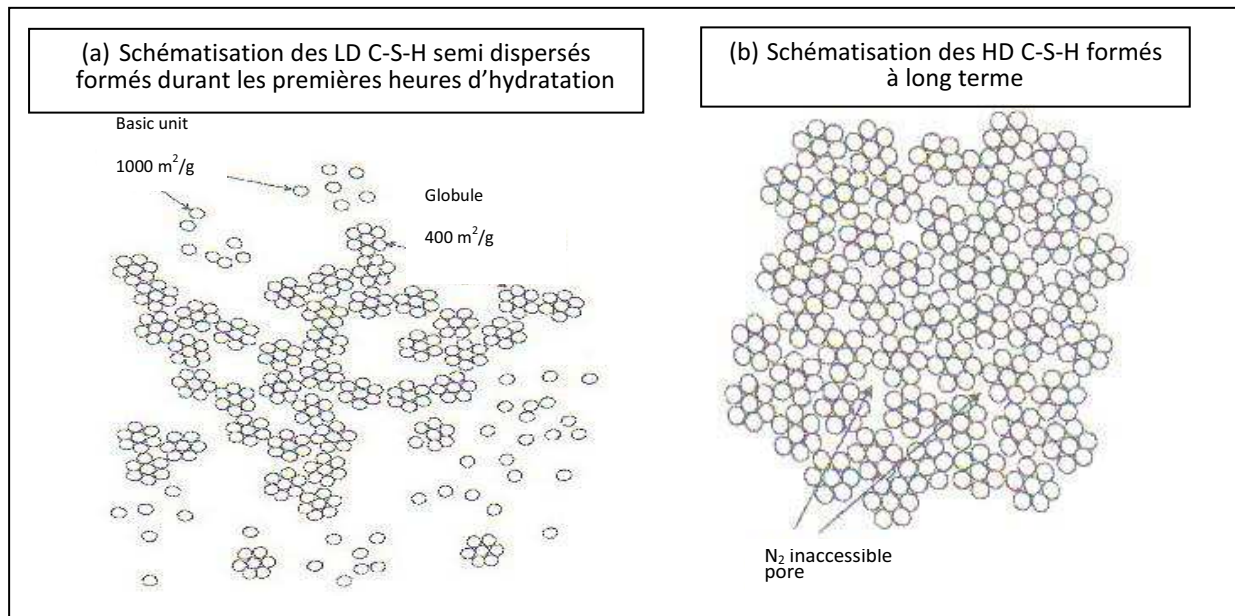 (a) Schématisation des LD C-S-H semi dispersés
formés durant les premières heures d’hydratation
(b) Schématisation des HD C-S-H formés
à long terme
Basic unit
1000 m²/g
Globule
400 m²/g
N₂ inaccessible
pore